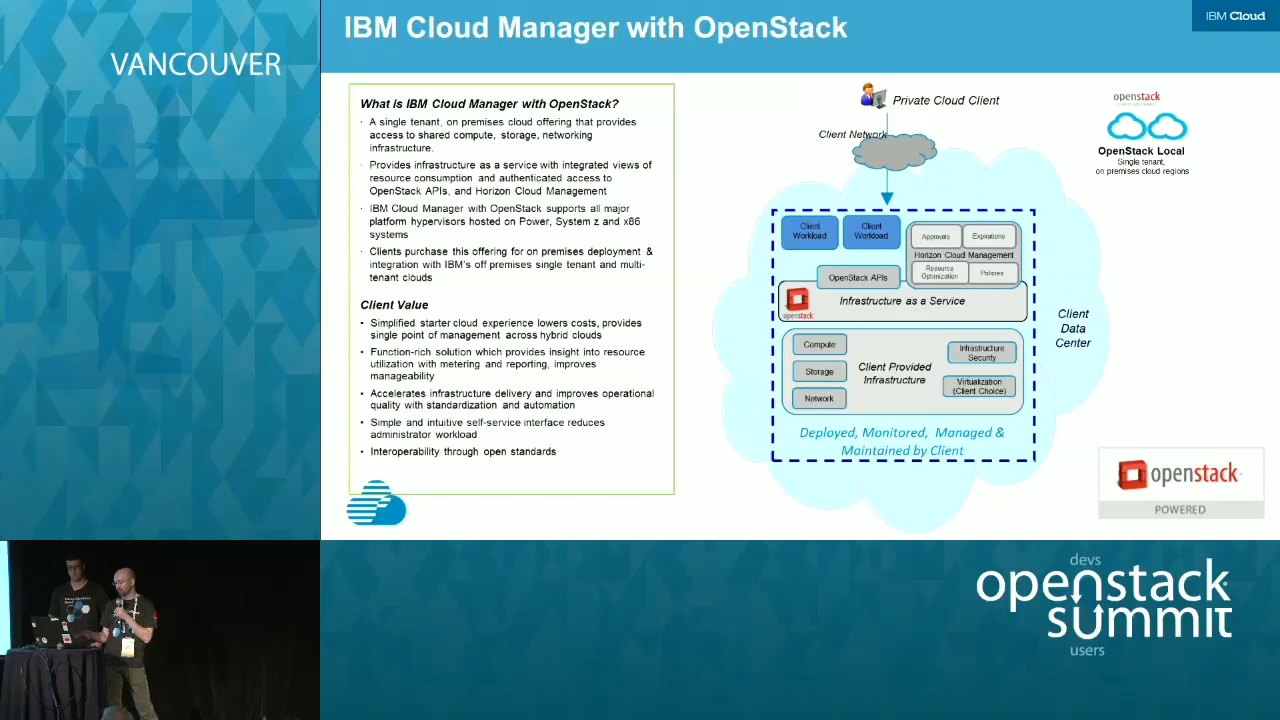 IBM Cloud Manager with OpenStack
IBM Cloud
VANCOUVER
What is IBM Cloud Manager with OpenStack?
· A single tenant, on premises cloud offering that provides
access to shared compute, storage, networking
infrastructure.
· Provides infrastructure as a service with integrated views of
resource consumption and authenticated access to
OpenStack APIs, and Horizon Cloud Management
· IBM Cloud Manager with OpenStack supports all major
platform hypervisors hosted on Power, System z and x86
systems
· Clients purchase this offering for on premises deployment &
integration with IBM's off premises single tenant and multi-
tenant clouds
Client Value
• Simplified starter cloud experience lowers costs, provides
single point of management across hybrid clouds
• Function-rich solution which provides insight into resource
utilization with metering and reporting, improves
manageability
• Accelerates infrastructure delivery and improves operational
quality with standardization and automation
• Simple and intuitive self-service interface reduces
administrator workload
• Interoperability through open standards
Private Cloud Client
Client Network
openstack
OpenStack Local
Single tenant,
on premises cloud regions
Client
Workload
Client
Workload
Approvals
Expirations
Horizon Cloud Management
Resource
Optimization
Policies
OpenStack APIs
Infrastructure as a Service
openstack
Compute
Storage
Network
Client Provided
Infrastructure
Infrastructure
Security
Virtualization
(Client Choice)
Deployed, Monitored, Managed &
Maintained by Client
Client
Data
Center
openstack
POWERED
devs
openstack
summit
users